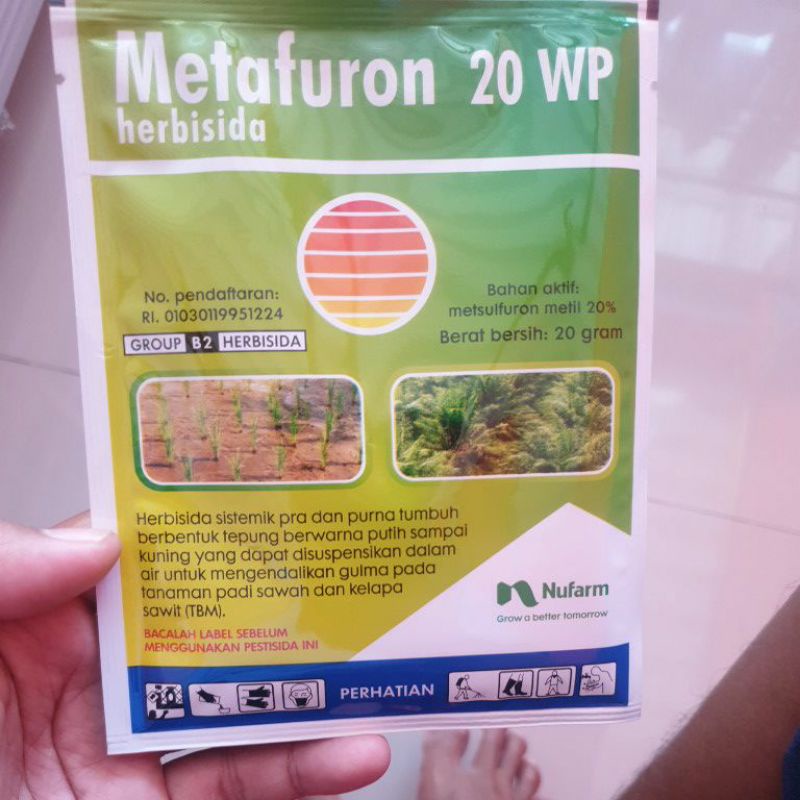 Metafuron 20 WP
herbisida
No. pendaftaran:
RI. 01030119951224
GROUP B2 HERBISIDA
Bahan aktif:
metsulfuron metil 20%
Berat bersih: 20 gram
Herbisida sistemik pra dan purna tumbuh
berbentuk tepung berwarna putih sampai
kuning yang dapat disuspensikan dalam
air untuk mengendalikan gulma pada
tanaman padi sawah dan kelapa
sawit (TBM).
BACALAH LABEL SEBELUM
MENGGUNAKAN PESTISIDA INI
Nufarm
Grow a better tomorrow
PERHATIAN